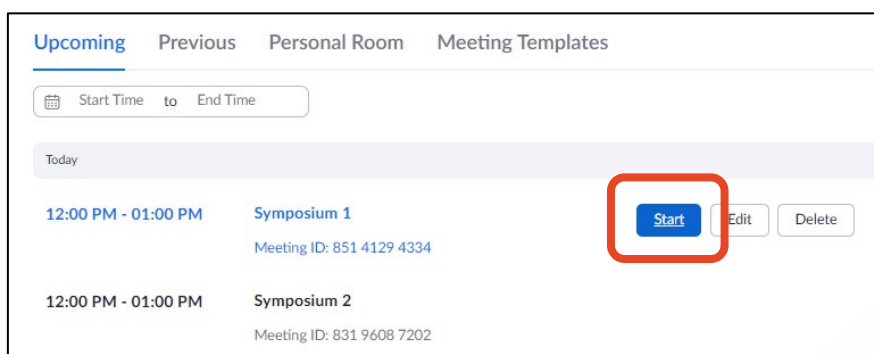 Upcoming Previous Personal Room Meeting Templates
Start Time to End Time
Today
12:00 PM - 01:00 PM Symposium 1 Start Edit Delete
Meeting ID: 851 4129 4334
12:00 PM - 01:00 PM Symposium 2
Meeting ID: 831 9608 7202